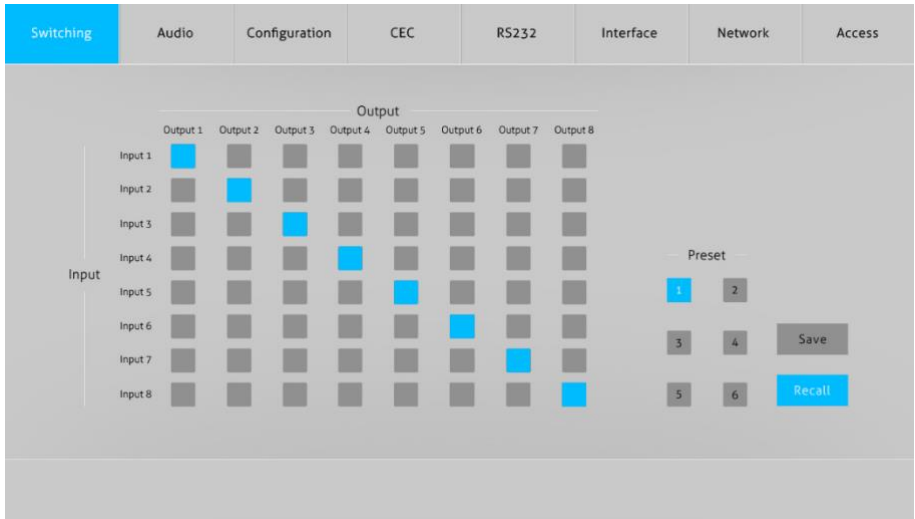 Switching Audio Configuration CEC RS232 Interface Network Access
Output
Output 1 Output 2 Output 3 Output 4 Output 5 Output 6 Output 7 Output 8
Input 1
Input 2
Input 3
Input 4
Input
Input 5
Input 6
Input 7
Input 8
Preset
1 2
3 4
5 6
Save
Recall